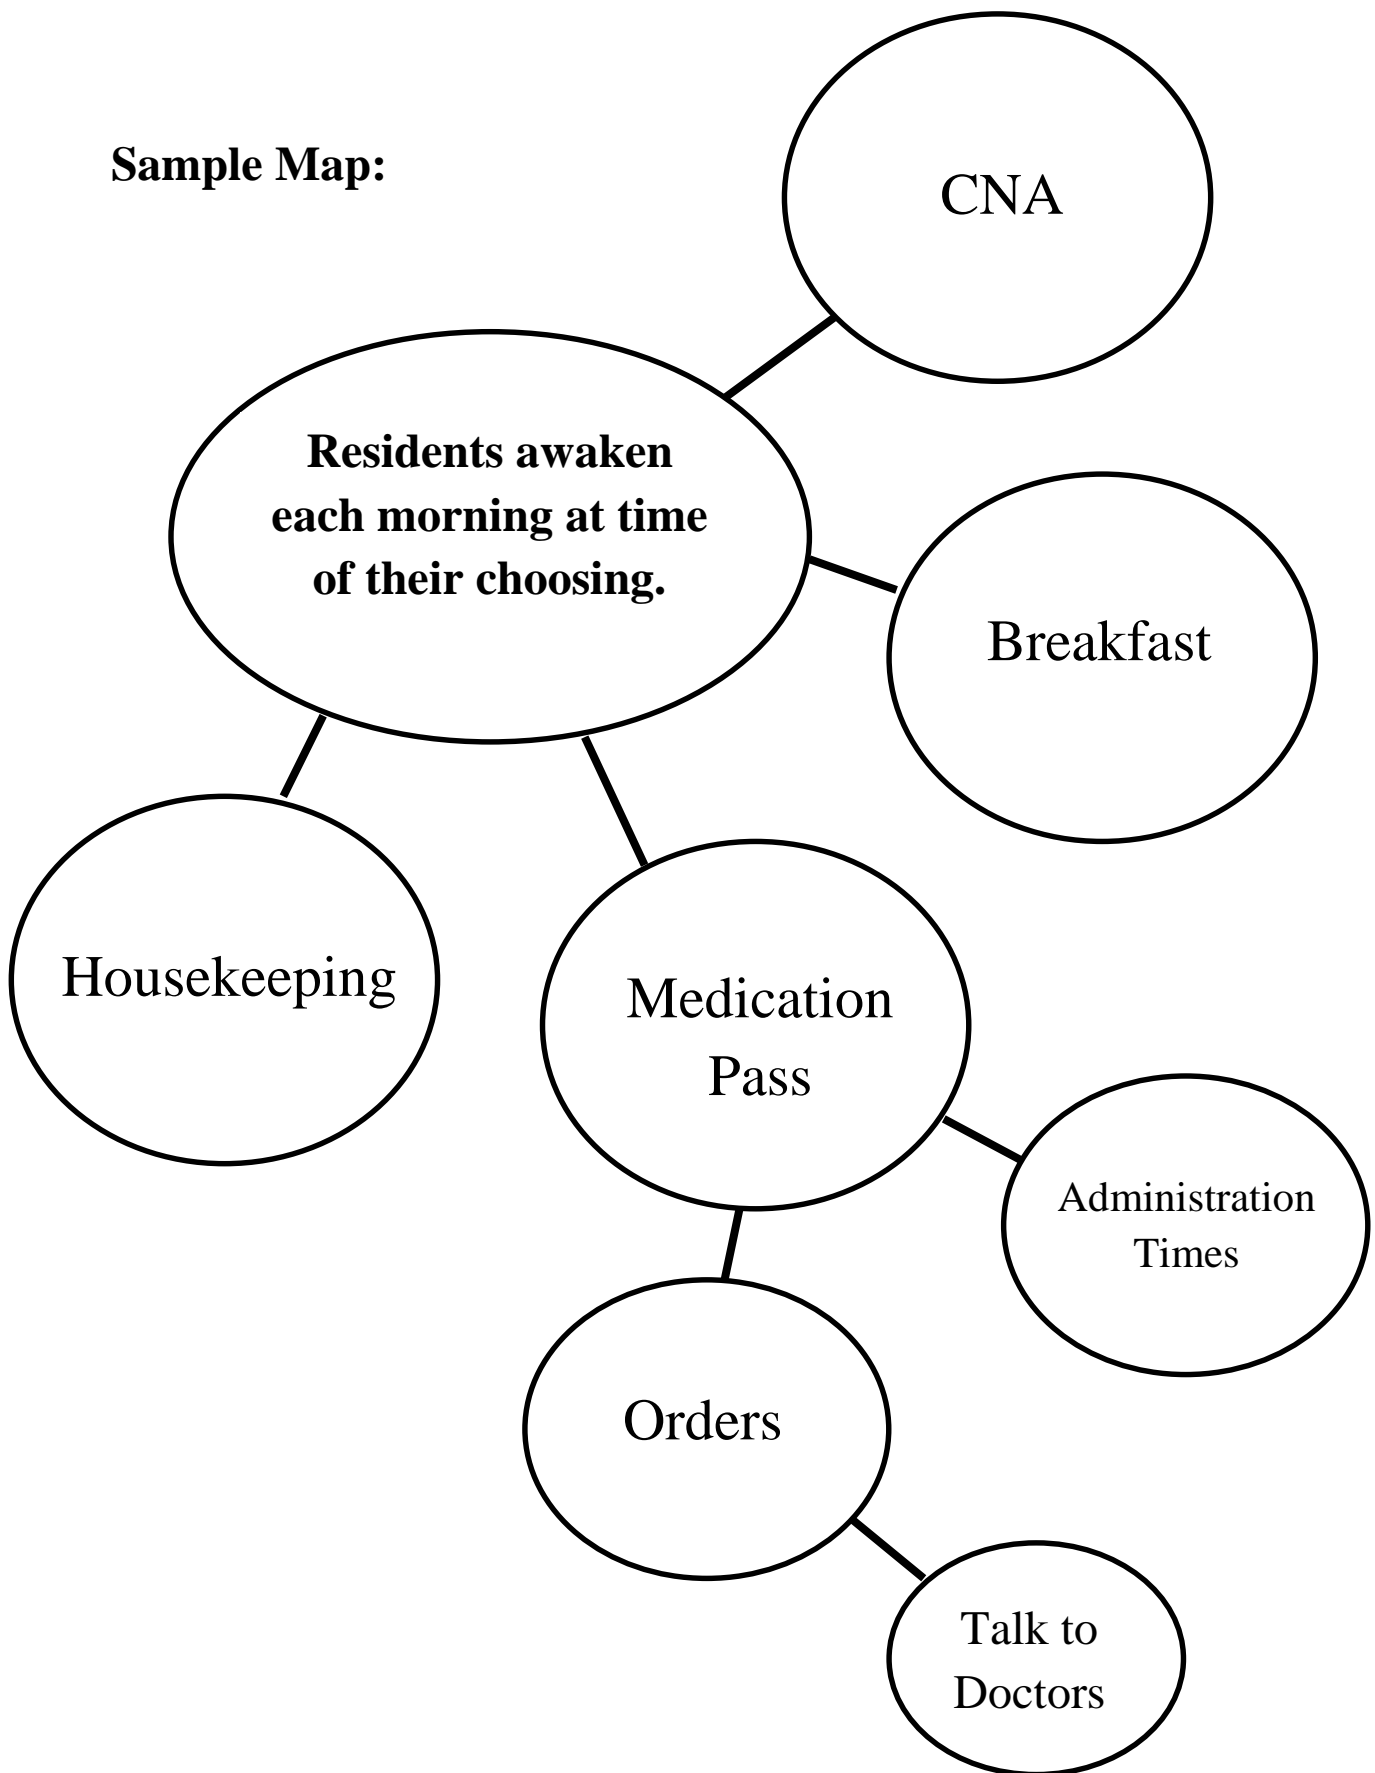 Sample Map:
CNA
Residents awaken
each morning at time
of their choosing.
Breakfast
Housekeeping
Medication
Pass
Administration
Times
Orders
Talk to
Doctors